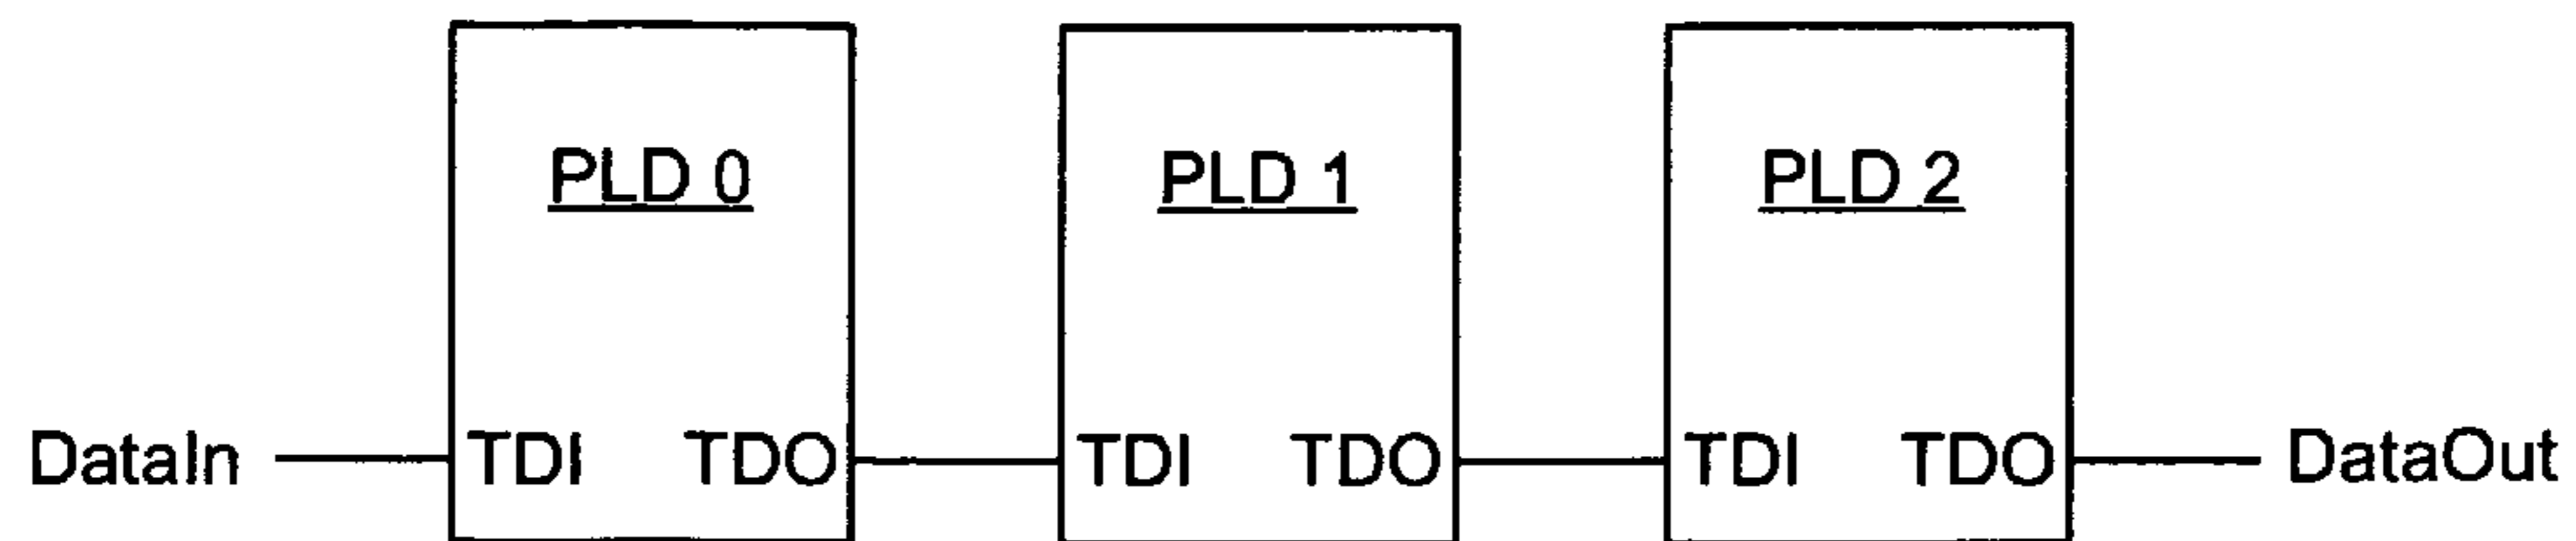 PLD 0 PLD 1 PLD 2
DataIn TDI TDO TDI TDO TDI TDO DataOut